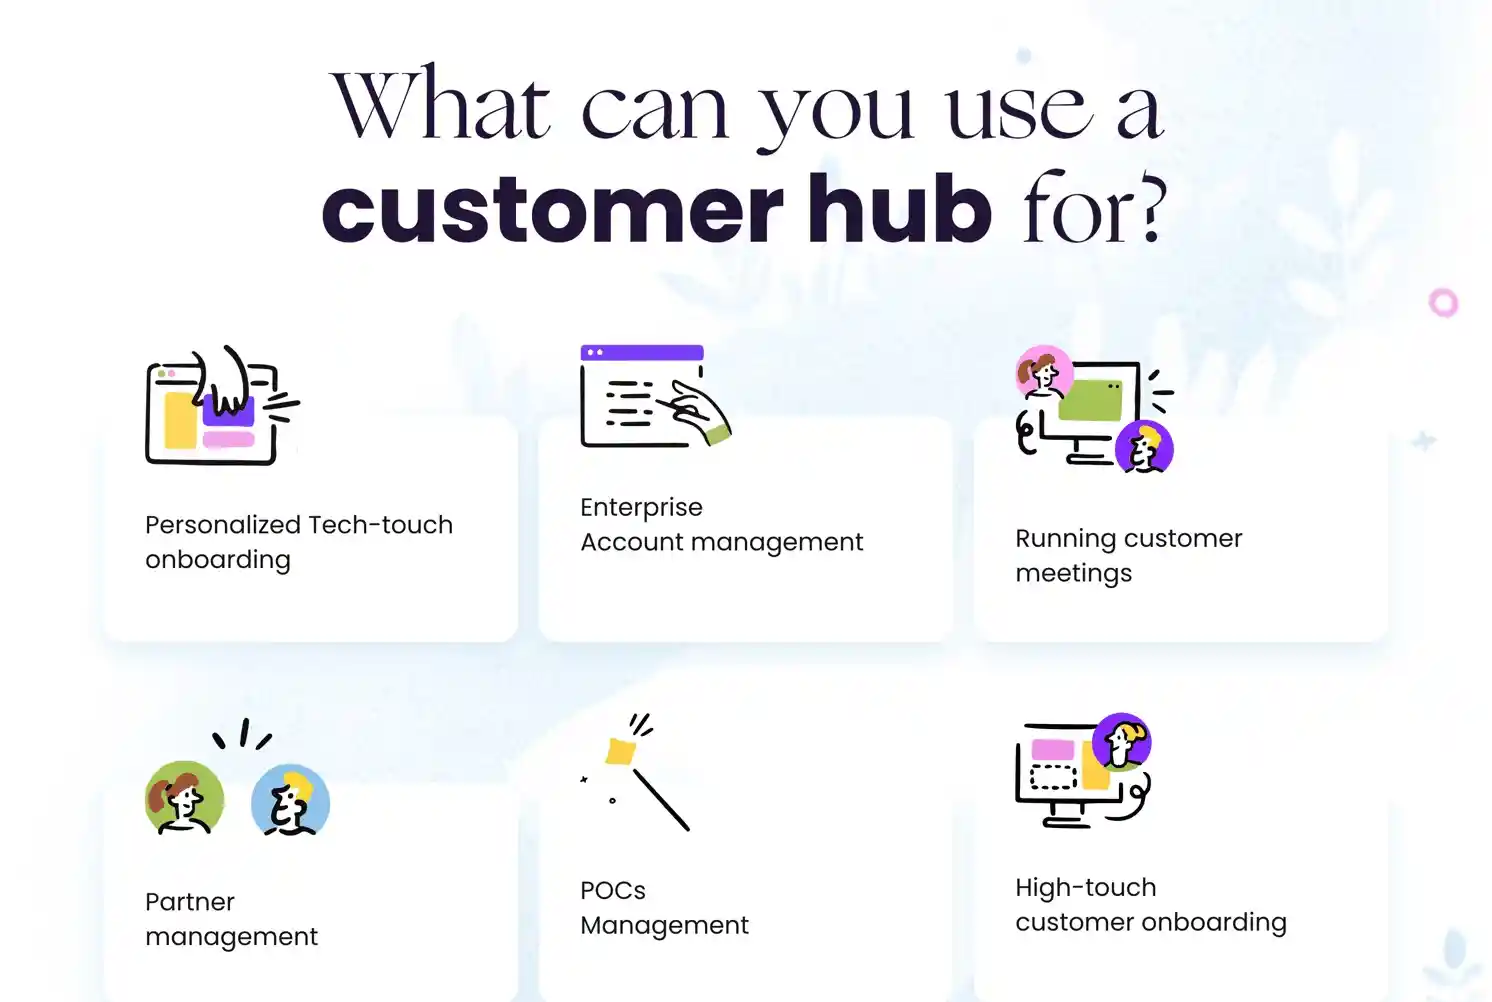 What can you use a
customer hub for?
Personalized Tech-touch
onboarding
Enterprise
Account management
Running customer
meetings
Partner
management
POCs
Management
High-touch
customer onboarding